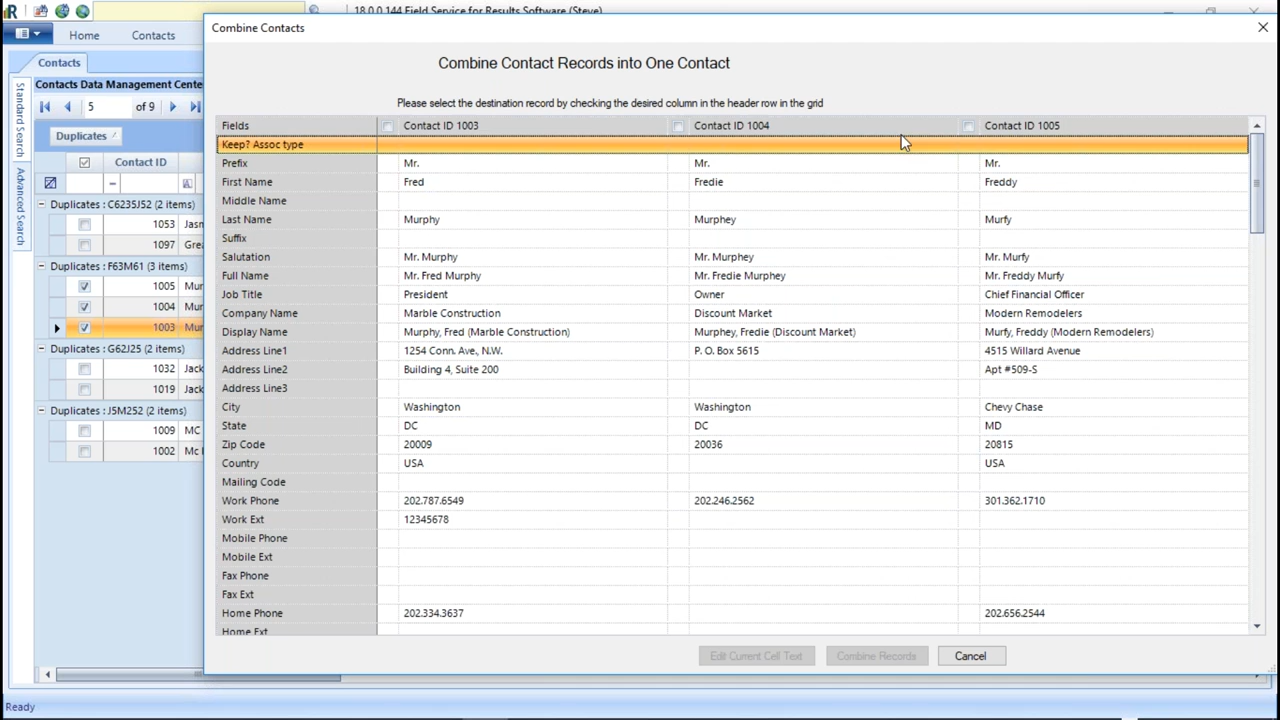 R
18.0.0.144 Field Service for Results Software (Steve)
Home Contacts
Combine Contacts
Contacts
Combine Contact Records into One Contact
Contacts Data Management Cente
Standard Search
Advanced Search
5 of 9
Please select the destination record by checking the desired column in the header row in the grid
Duplicates
Contact ID
Duplicates : C6235J52 (2 items)
1053 Jasn
1097 Grea
Duplicates : F63M61 (3 items)
1005 Mur
1004 Mur
1003 Mur
Duplicates : G62J25 (2 items)
1032 Jack
1019 Jack
Duplicates : J5M252 (2 items)
1009 MC
1002 Mc
Fields Contact ID 1003 Contact ID 1004 Contact ID 1005
Keep? Assoc type
Prefix Mr. Mr. Mr.
First Name Fred Fredie Freddy
Middle Name
Last Name Murphy Murphey Murfy
Suffix
Salutation Mr. Murphy Mr. Murphey Mr. Murfy
Full Name Mr. Fred Murphy Mr. Fredie Murphey Mr. Freddy Murfy
Job Title President Owner Chief Financial Officer
Company Name Marble Construction Discount Market Modern Remodelers
Display Name Murphy, Fred (Marble Construction) Murphey, Fredie (Discount Market) Murfy, Freddy (Modern Remodelers)
Address Line1 1254 Conn. Ave., N.W. P. O. Box 5615 4515 Willard Avenue
Address Line2 Building 4, Suite 200 Apt #509-S
Address Line3
City Washington Washington Chevy Chase
State DC DC MD
Zip Code 20009 20036 20815
Country USA USA
Mailing Code
Work Phone 202.787.6549 202.246.2562 301.362.1710
Work Ext 12345678
Mobile Phone
Mobile Ext
Fax Phone
Fax Ext
Home Phone 202.334.3637 202.656.2544
Home Ext
Edit Current Cell Text Combine Records Cancel
Ready